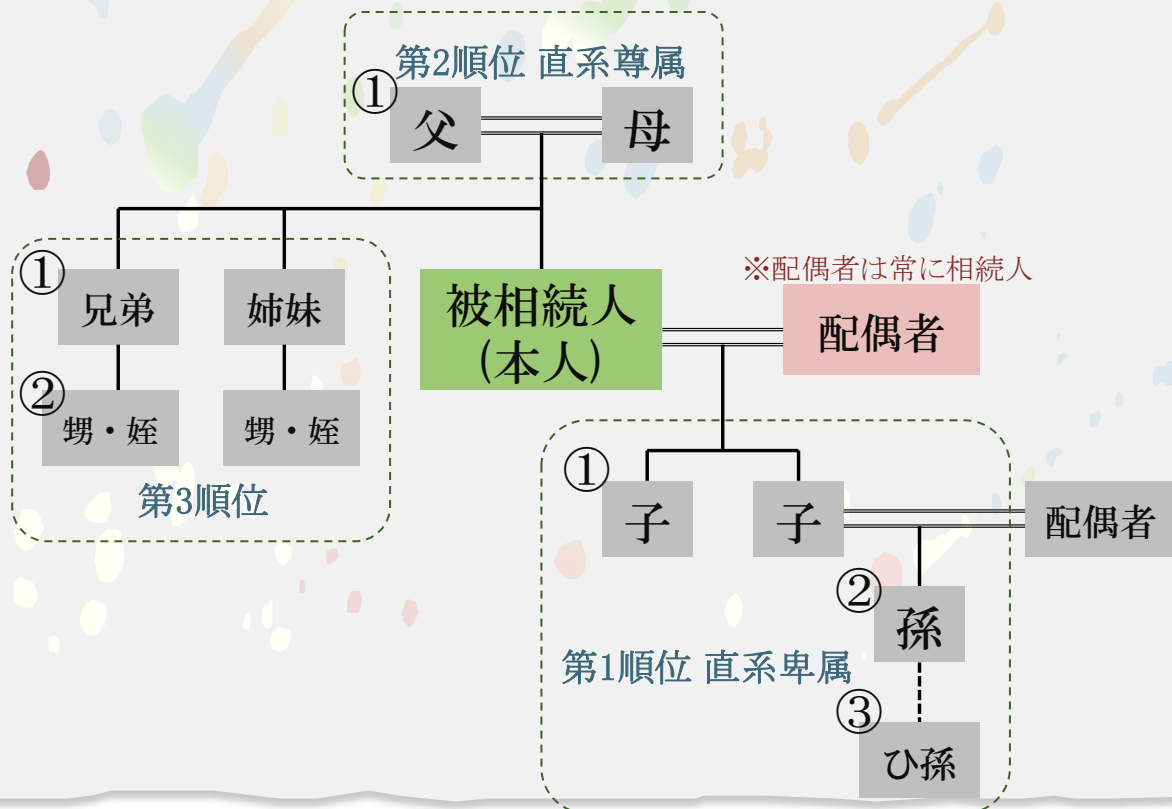 第2順位 直系尊属
①
父
母
※配偶者は常に相続人
①
兄弟
姉妹
被相続人
(本人)
配偶者
②
甥・姪
甥・姪
第3順位
①
子
子
配偶者
②
孫
第1順位 直系卑属
③
ひ孫